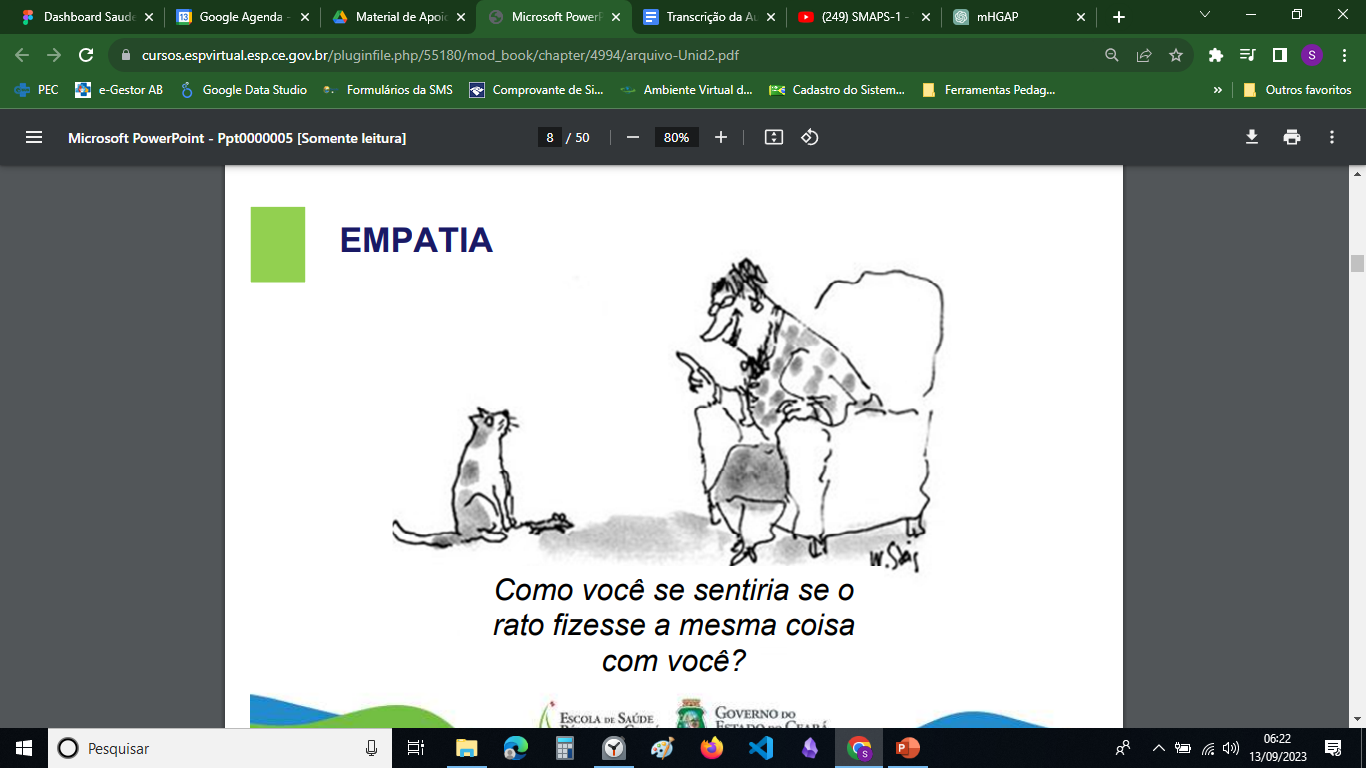 Dashboard Saude
Google Agenda -
Material de Apoio
Microsoft PowerP
Transcrição da Au
(249) SMAPS-1 -
mHGAP
cursos.espvirtual.esp.ce.gov.br/pluginfile.php/55180/mod_book/chapter/4994/arquivo-Unid2.pdf
S
PEC
e-Gestor AB
Google Data Studio
Formulários da SMS
Comprovante de Si...
Ambiente Virtual d...
Cadastro do Sistem...
Ferramentas Pedag...
»
Outros favoritos
Microsoft PowerPoint - Ppt0000005 [Somente leitura]
8 / 50
80%
EMPATIA
Como você se sentiria se o
rato fizesse a mesma coisa
com você?
ESCOLA DE SAÚDE
GOVERNO DO
ESTADO DO CEARÁ
Pesquisar
06:22
13/09/2023